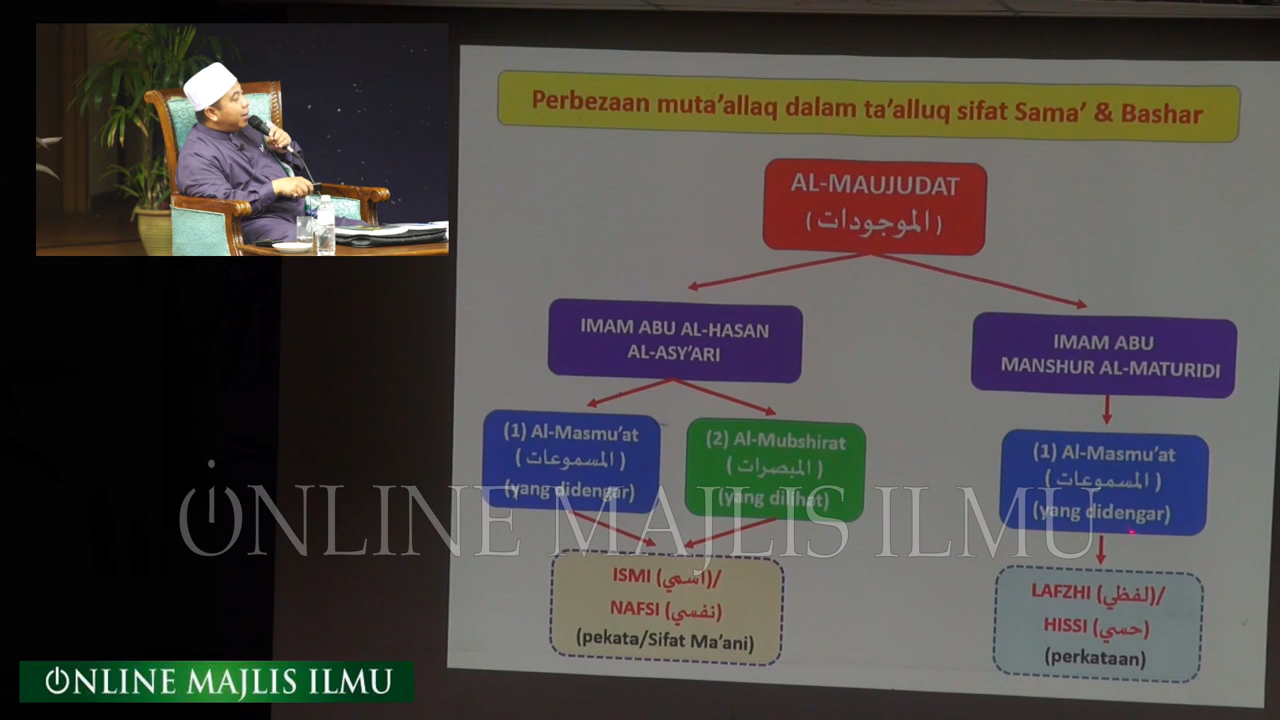 Perbezaan muta'allaq dalam ta'alluq sifat Sama' & Bashar
AL-MAUJUDAT
(الموجودات)
IMAM ABU AL-HASAN
AL-ASY'ARI
IMAM ABU
MANSHUR AL-MATURIDI
(1) Al-Masmu'at
(المسموعات)
(yang didengar)
(2) Al-Mubshirat
(المبصرات)
(yang dilihat)
(1) Al-Masmu'at
(المسموعات)
(yang didengar)
ONLINE MAJLIS ILMU
ISMI (اسمي)/
NAFSI (نفسي)
(pekata/Sifat Ma'ani)
LAFZHI (لفظي)/
HISSI (حسي)
(perkataan)
ONLINE MAJLIS ILMU